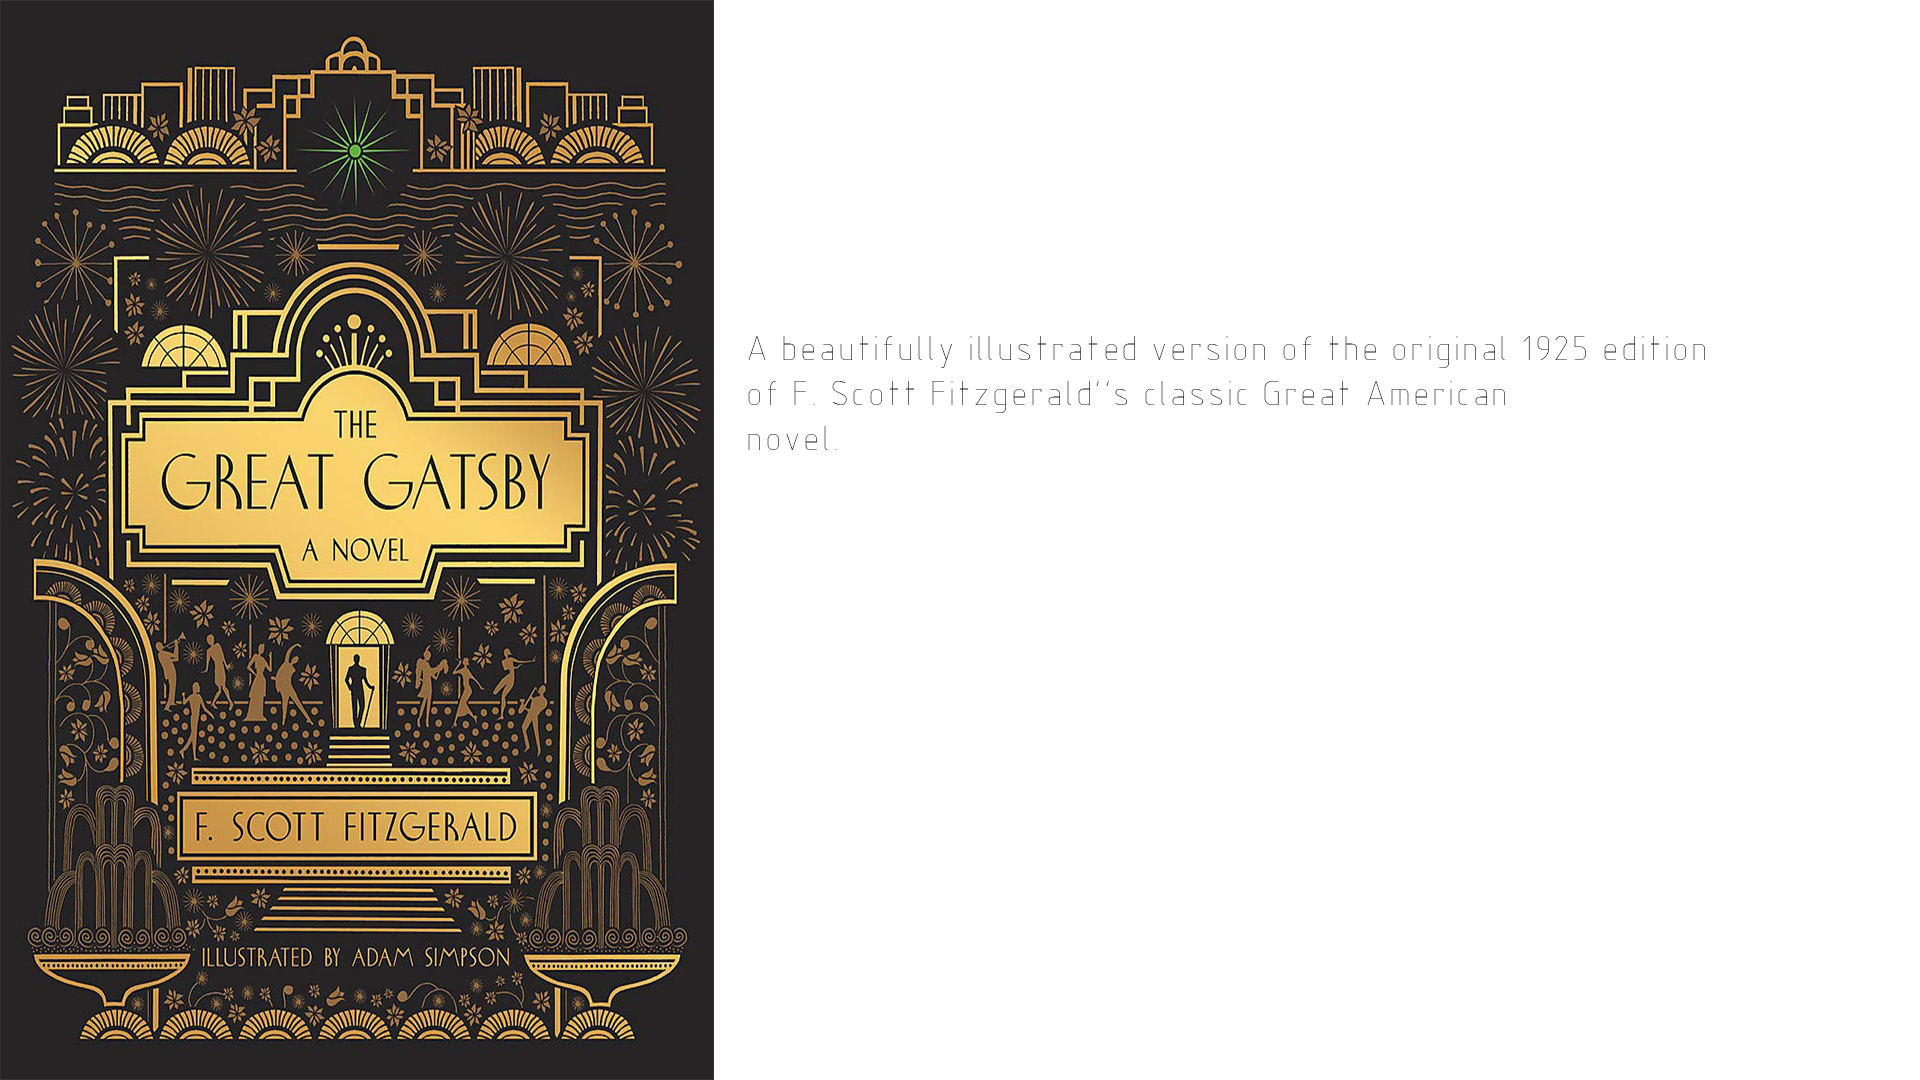 THE
GREAT GATSBY
A NOVEL
F. SCOTT FITZGERALD
ILLUSTRATED BY ADAM SIMPSON
A beautifully illustrated version of the original 1925 edition
of F. Scott Fitzgerald''s classic Great American
novel.